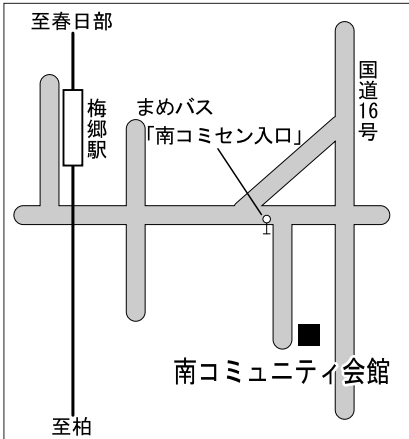 至春日部
国道16号
梅郷駅
まめバス
「南コミセン入口」
南コミュニティ会館
至柏